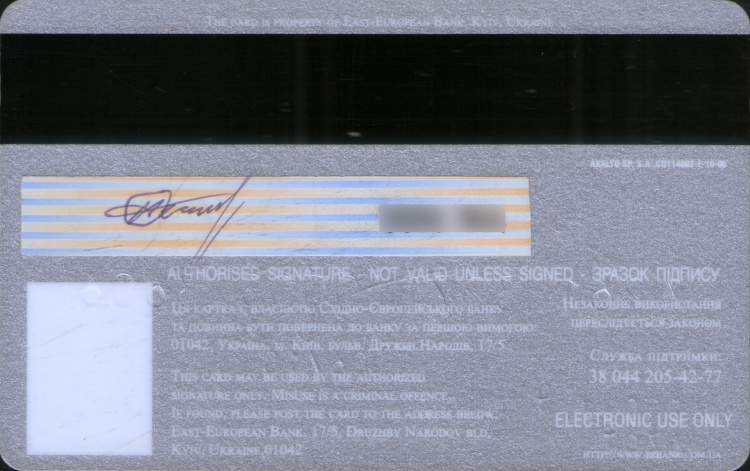 The card is property of East-European Bank, Kyiv, Ukraine
AXALTO SP. S.A.
AUTHORISED SIGNATURE - NOT VALID UNLESS SIGNED - ЗРАЗОК ПІДПИСУ
Ця картка є власністю Східно-Європейського банку
та повинна бути повернена до банку за першою вимогою:
01042, Україна, м. Київ, бульв. Дружби Народів, 17/5
Незаконне використання
переслідується законом
Служба підтримки:
38 044 205-42-77
This card may be used by the authorized
signature only. Misuse is a criminal offence.
If found, please post the card to the address below,
East-European Bank, 17/5, Druzhby Narodov bld,
Kyiv, Ukraine,01042
ELECTRONIC USE ONLY